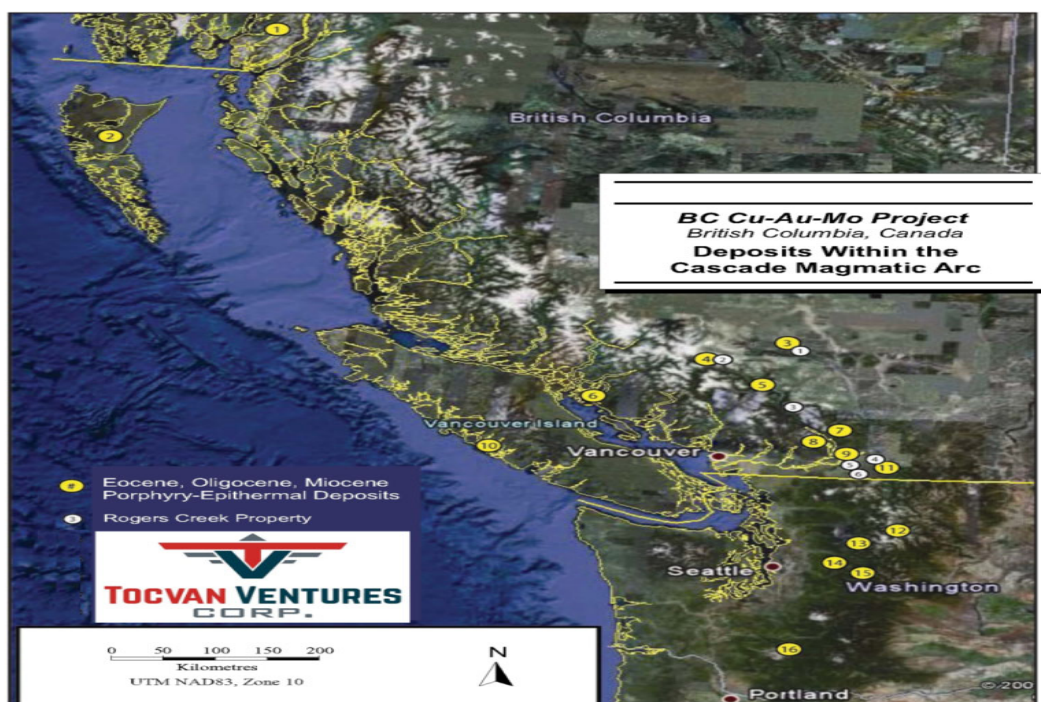 1
2
British Columbia
BC Cu-Au-Mo Project
British Columbia, Canada
Deposits Within the
Cascade Magmatic Arc
3
1
4
2
5
6
3
Vancouver Island
7
8
10
Vancouver
9
4
5
11
6
# Eocene, Oligocene, Miocene
Porphyry-Epithermal Deposits
3 Rogers Creek Property
12
13
14
Seattle
15
Washington
TOCVAN VENTURES
CORP.
16
0 50 100 150 200
Kilometres
UTM NAD83, Zone 10
N
Portland
© 200